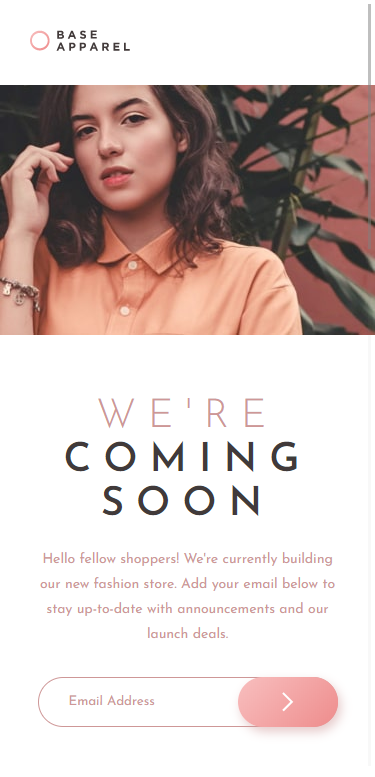 BASE
APPAREL
WE'RE
COMING
SOON
Hello fellow shoppers! We're currently building
our new fashion store. Add your email below to
stay up-to-date with announcements and our
launch deals.
Email Address